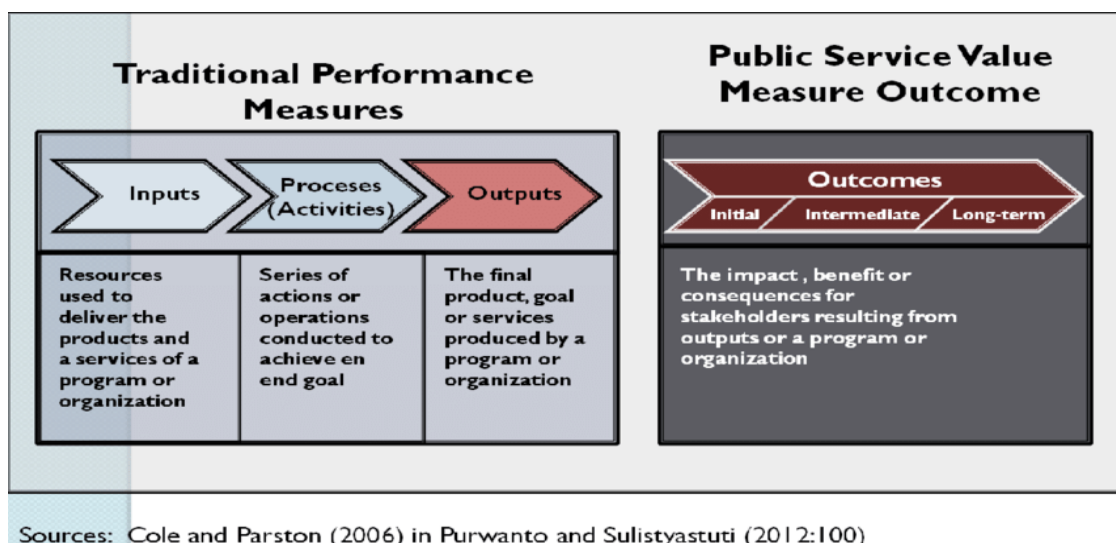 Traditional Performance
Measures
Public Service Value
Measure Outcome
Inputs
Proceses
(Activities)
Outputs
Outcomes
Initial
Intermediate
Long-term
Resources
used to
deliver the
products and
a services of a
program or
organization
Series of
actions or
operations
conducted to
achieve en
end goal
The final
product, goal
or services
produced by a
program or
organization
The impact , benefit or
consequences for
stakeholders resulting from
outputs or a program or
organization
Sources: Cole and Parston (2006) in Purwanto and Sulistyastuti (2012:100)